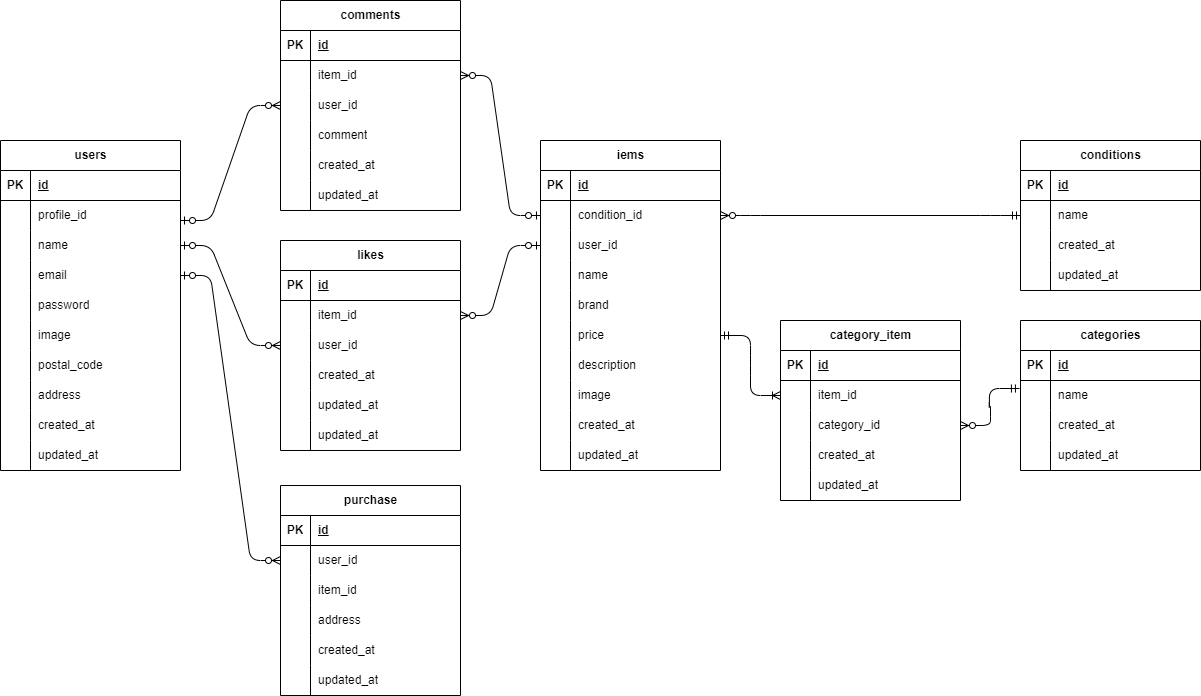 comments
PK id
item_id
user_id
comment
created_at
updated_at
users
PK id
profile_id
name
email
password
image
postal_code
address
created_at
updated_at
likes
PK id
item_id
user_id
created_at
updated_at
updated_at
purchase
PK id
user_id
item_id
address
created_at
updated_at
iems
PK id
condition_id
user_id
name
brand
price
description
image
created_at
updated_at
conditions
PK id
name
created_at
updated_at
category_item
PK id
item_id
category_id
created_at
updated_at
categories
PK id
name
created_at
updated_at